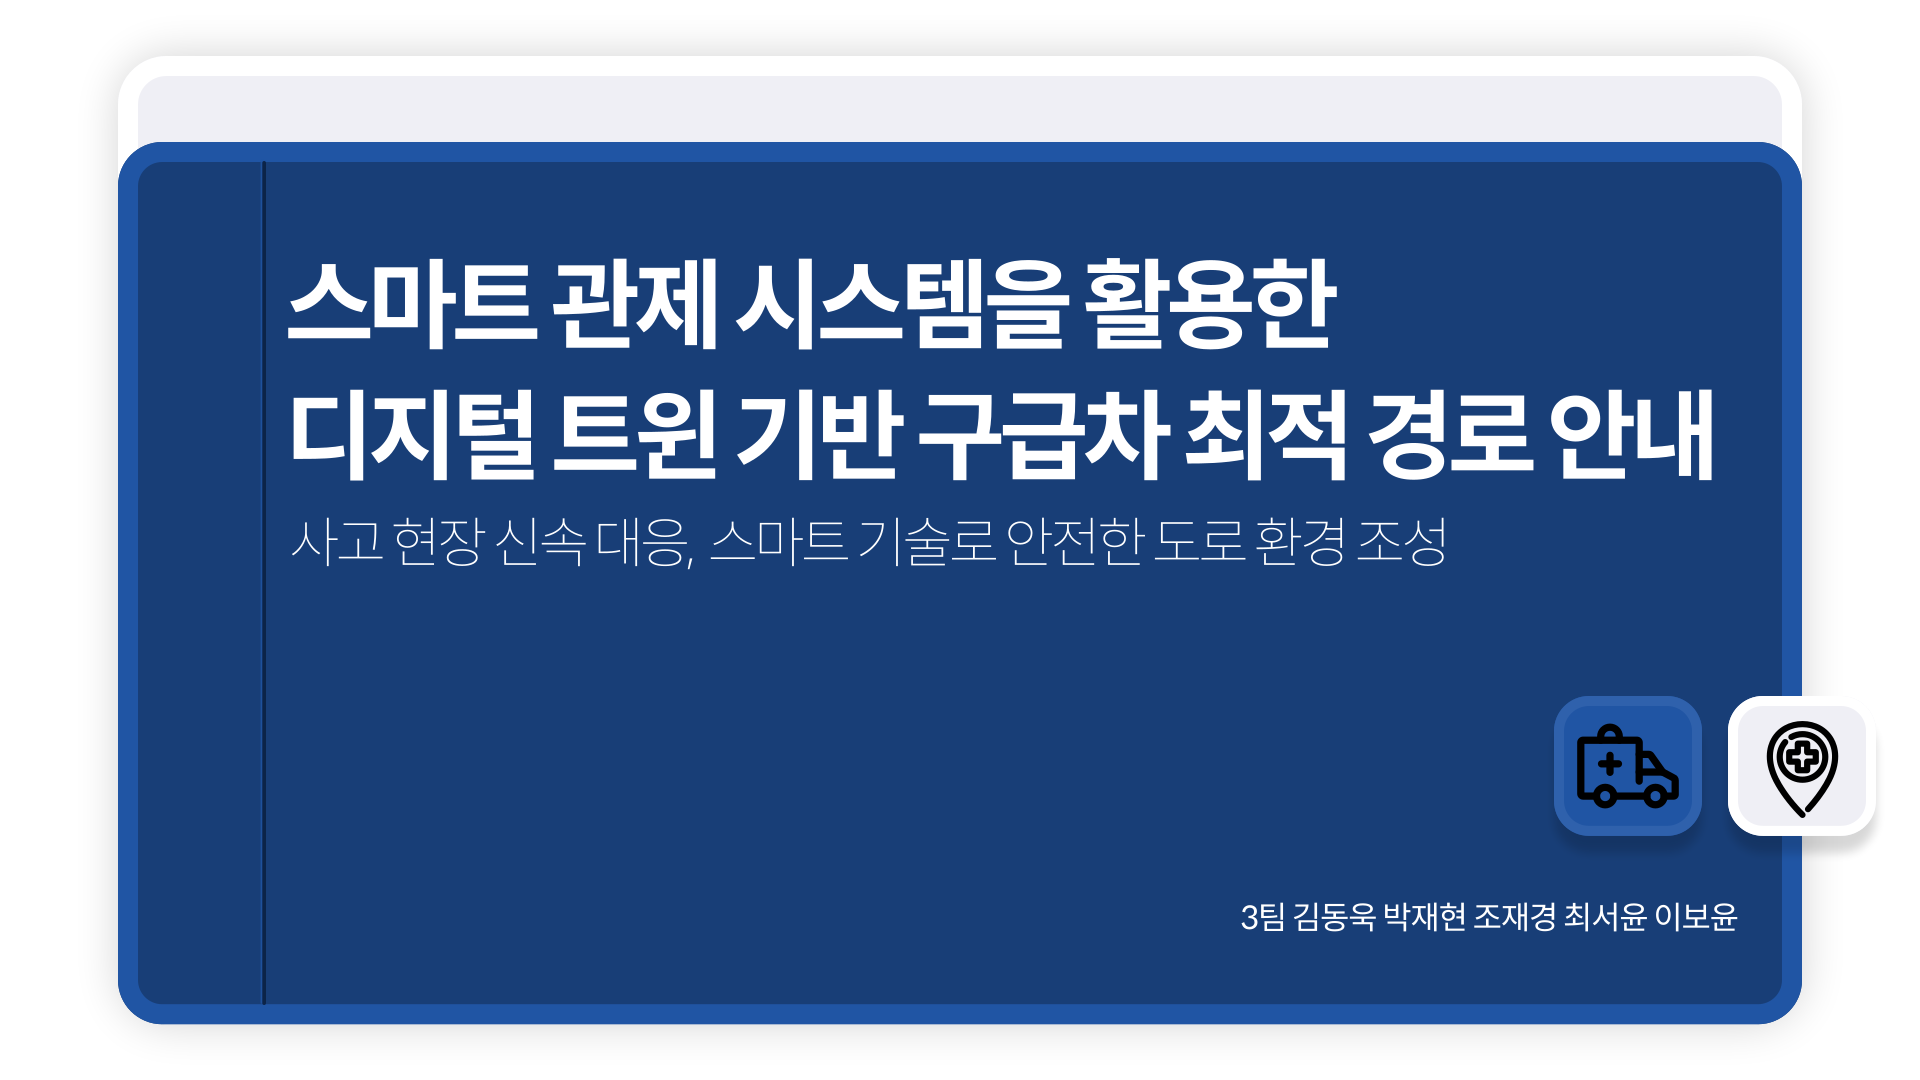 스마트 관제 시스템을 활용한
디지털 트윈 기반 구급차 최적 경로 안내
사고 현장 신속 대응, 스마트 기술로 안전한 도로 환경 조성
3팀 김동욱 박재현 조재경 최서윤 이보윤